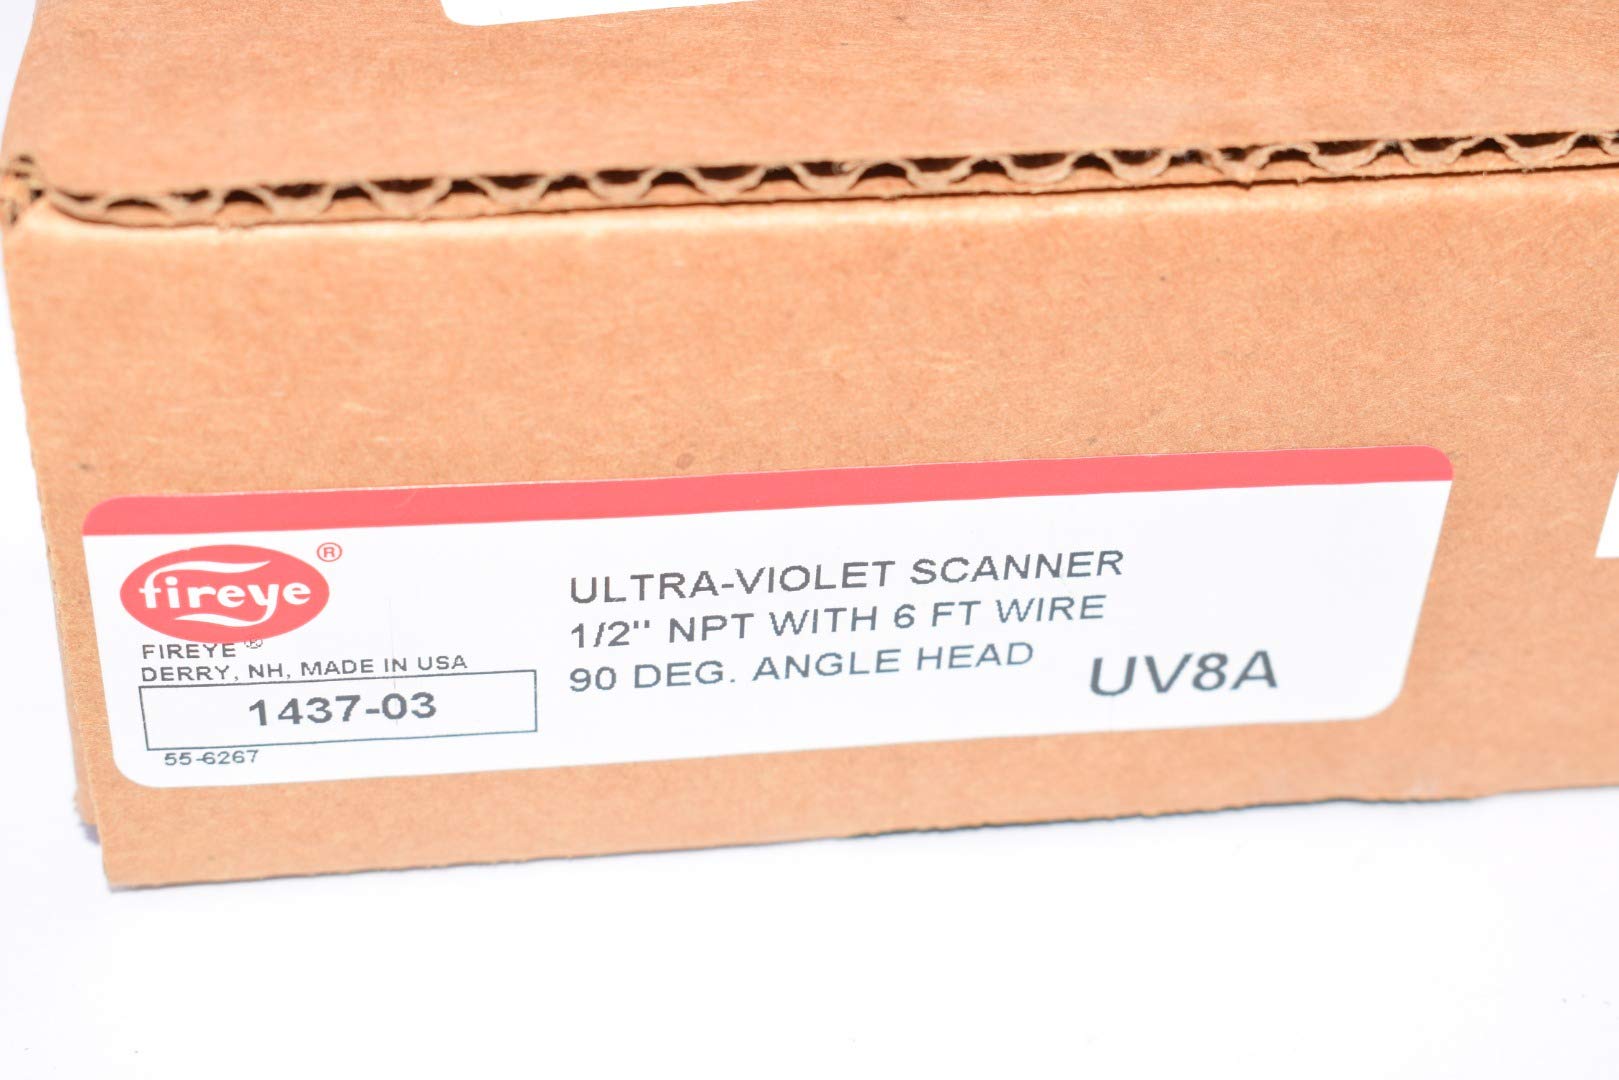 fireye ®
FIREYE ®
DERRY, NH, MADE IN USA
1437-03
55-6267
ULTRA-VIOLET SCANNER
1/2" NPT WITH 6 FT WIRE
90 DEG. ANGLE HEAD
UV8A